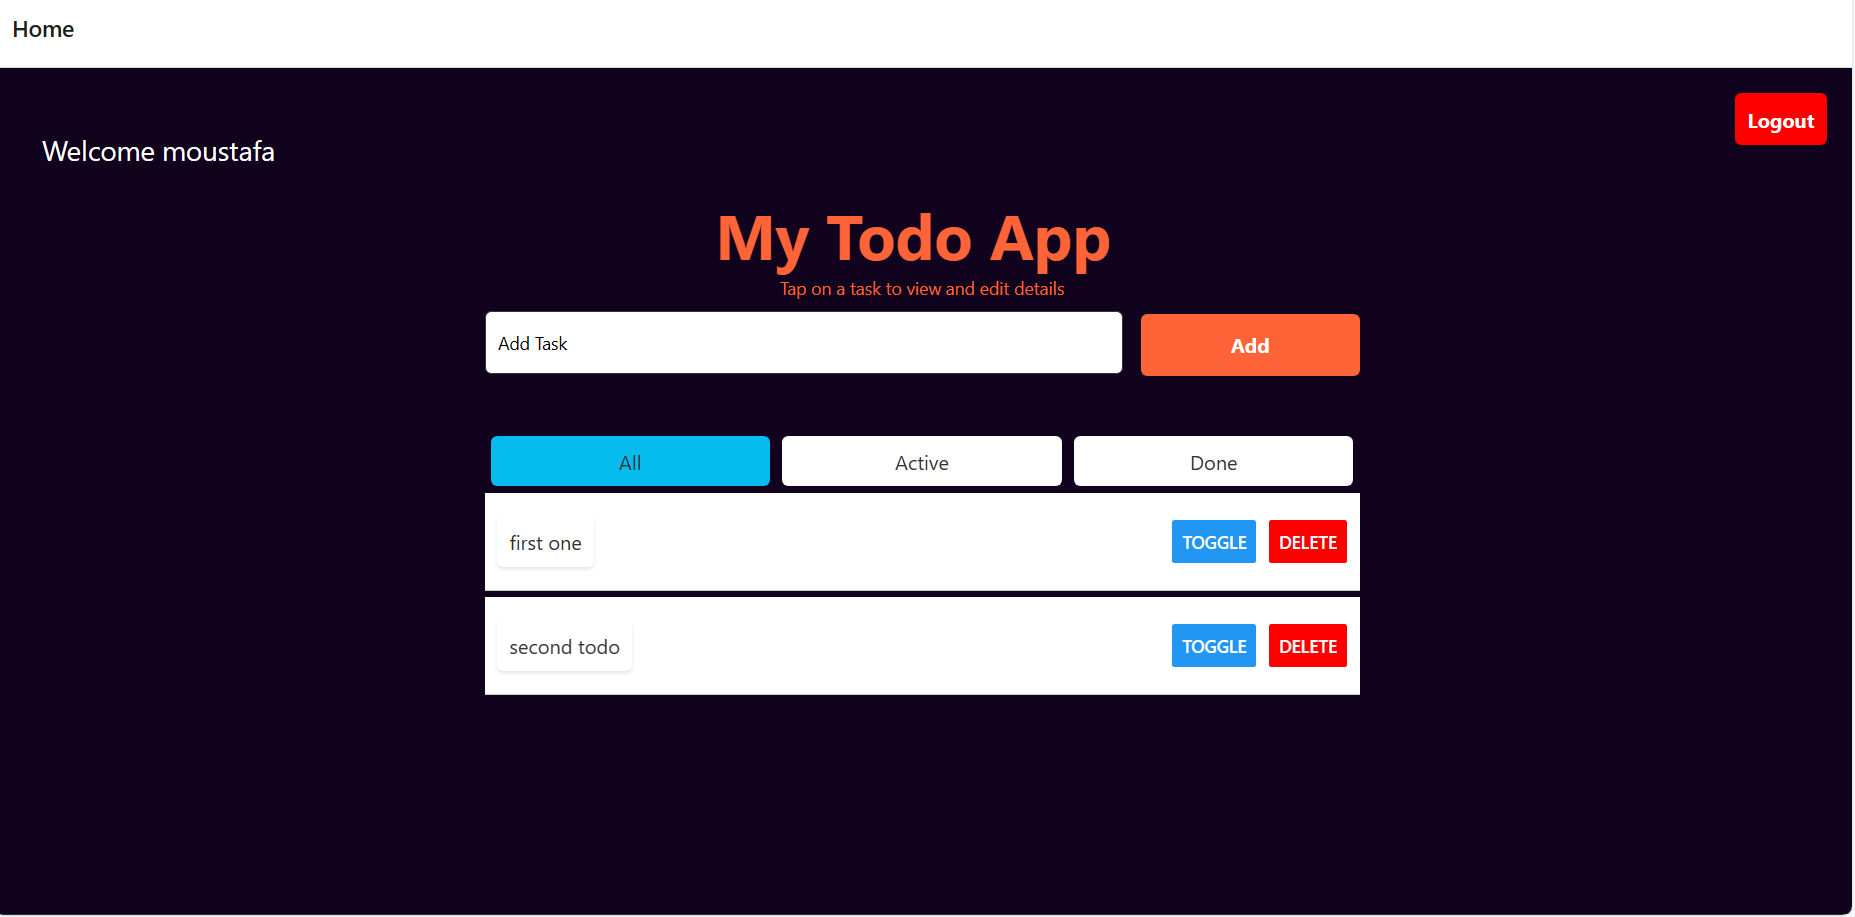 Home
Logout
Welcome moustafa
My Todo App
Tap on a task to view and edit details
Add Task Add
All Active Done
first one TOGGLE DELETE
second todo TOGGLE DELETE